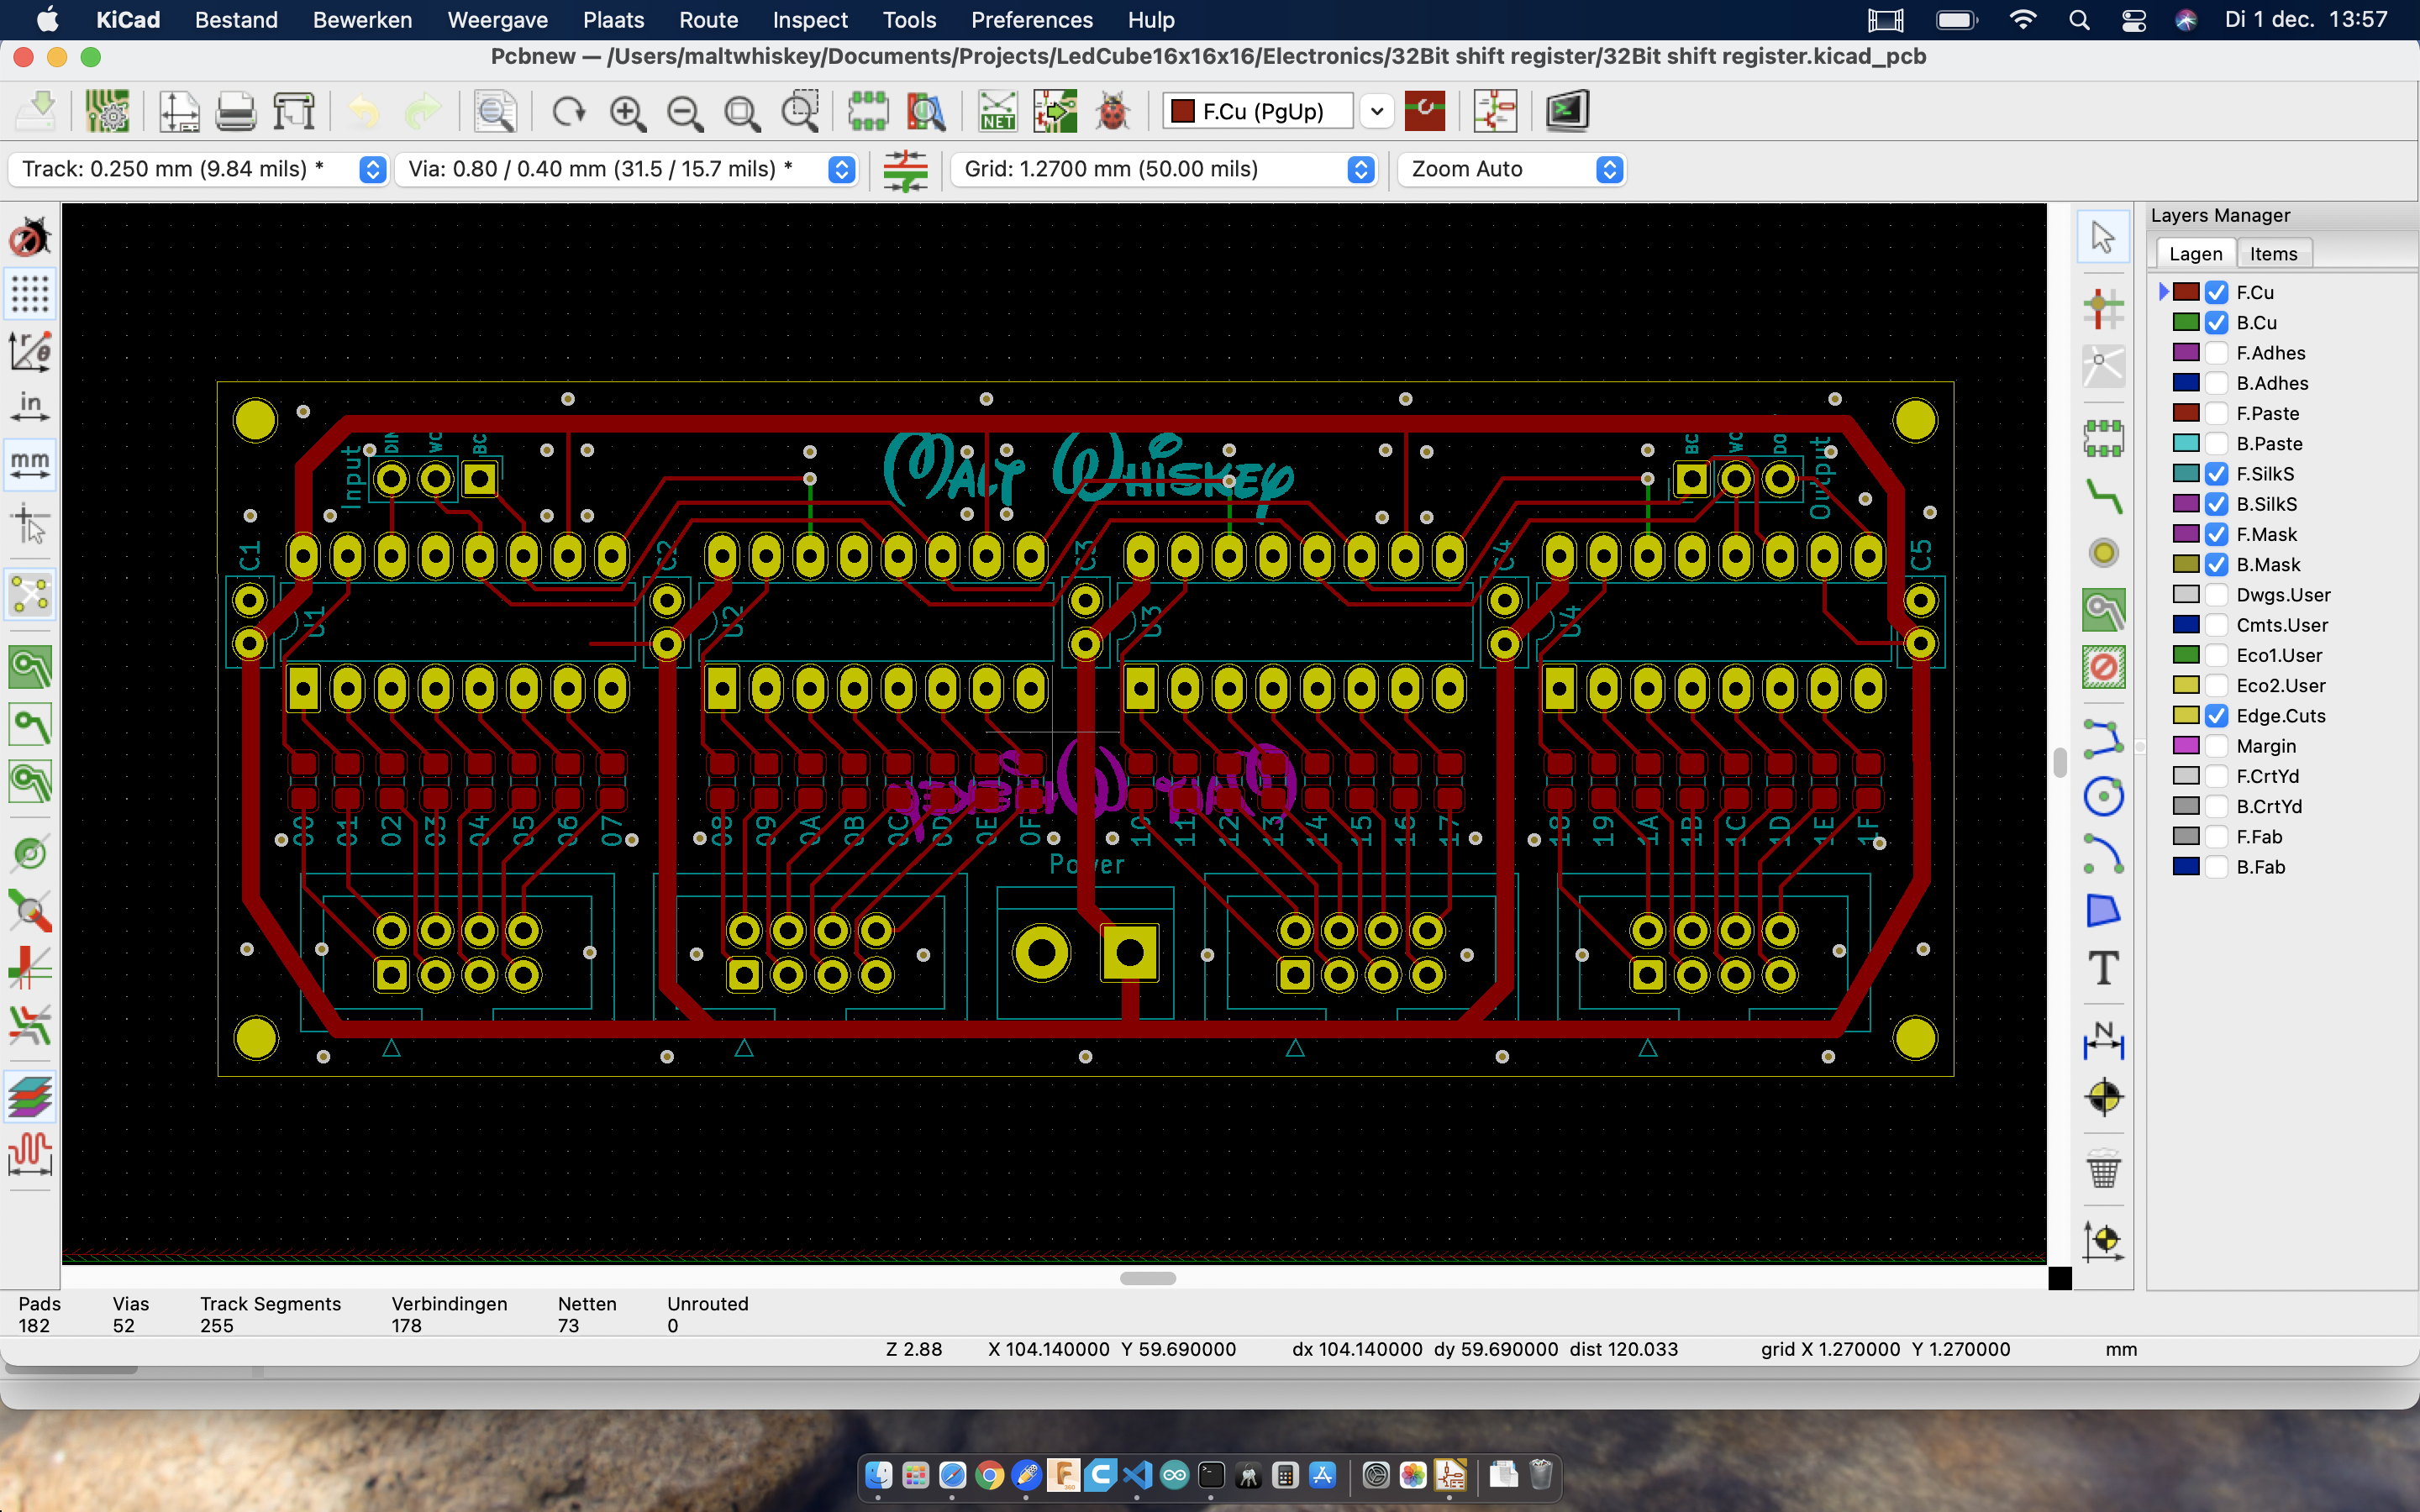 KiCad Bestand Bewerken Weergave Plaats Route Inspect Tools Preferences Hulp Di 1 dec. 13:57
Pcbnew — /Users/maltwhiskey/Documents/Projects/LedCube16x16x16/Electronics/32Bit shift register/32Bit shift register.kicad_pcb
NET F.Cu (PgUp)
Track: 0.250 mm (9.84 mils) * Via: 0.80 / 0.40 mm (31.5 / 15.7 mils) * Grid: 1.2700 mm (50.00 mils) Zoom Auto
in
mm
Layers Manager
Lagen Items
F.Cu
B.Cu
F.Adhes
B.Adhes
F.Paste
B.Paste
F.SilkS
B.SilkS
F.Mask
B.Mask
Dwgs.User
Cmts.User
Eco1.User
Eco2.User
Edge.Cuts
Margin
F.CrtYd
B.CrtYd
F.Fab
B.Fab
Input DIN WC BC
Malt Whiskey
BC WC DO Output
C1 C2 C3 C4 C5
U1 U2 U3 U4
Malt Whiskey
00 01 02 03 04 05 06 07 08 09 0A 0B 0C 0D 0E 0F 10 11 12 13 14 15 16 17 18 19 1A 1B 1C 1D 1E 1F
Power
Pads Vias Track Segments Verbindingen Netten Unrouted
182 52 255 178 73 0
Z 2.88 X 104.140000 Y 59.690000 dx 104.140000 dy 59.690000 dist 120.033 grid X 1.270000 Y 1.270000 mm